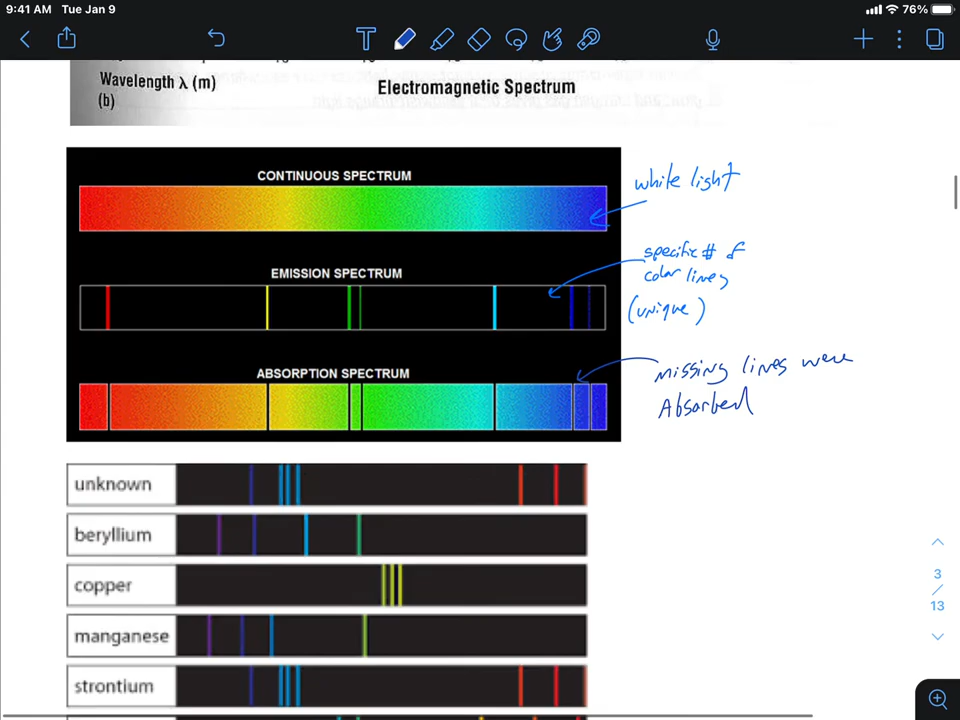 9:41 AM Tue Jan 9
76%
Wavelength λ (m)
(b)
Electromagnetic Spectrum
CONTINUOUS SPECTRUM
white light
EMISSION SPECTRUM
specific # of
color lines
(unique)
ABSORPTION SPECTRUM
missing lines were
Absorbed
unknown
beryllium
copper
manganese
strontium
3
/
13